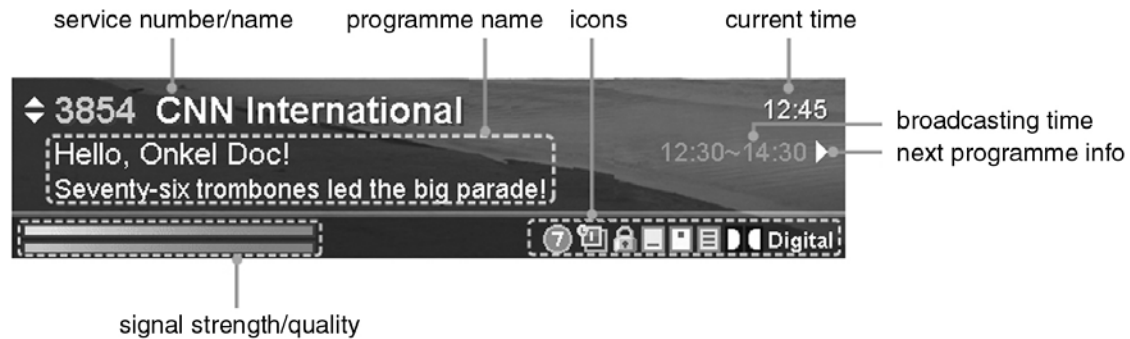 service number/name programme name icons current time
3854 CNN International 12:45
broadcasting time
Hello, Onkel Doc! 12:30~14:30 next programme info
Seventy-six trombones led the big parade!
7 Digital
signal strength/quality